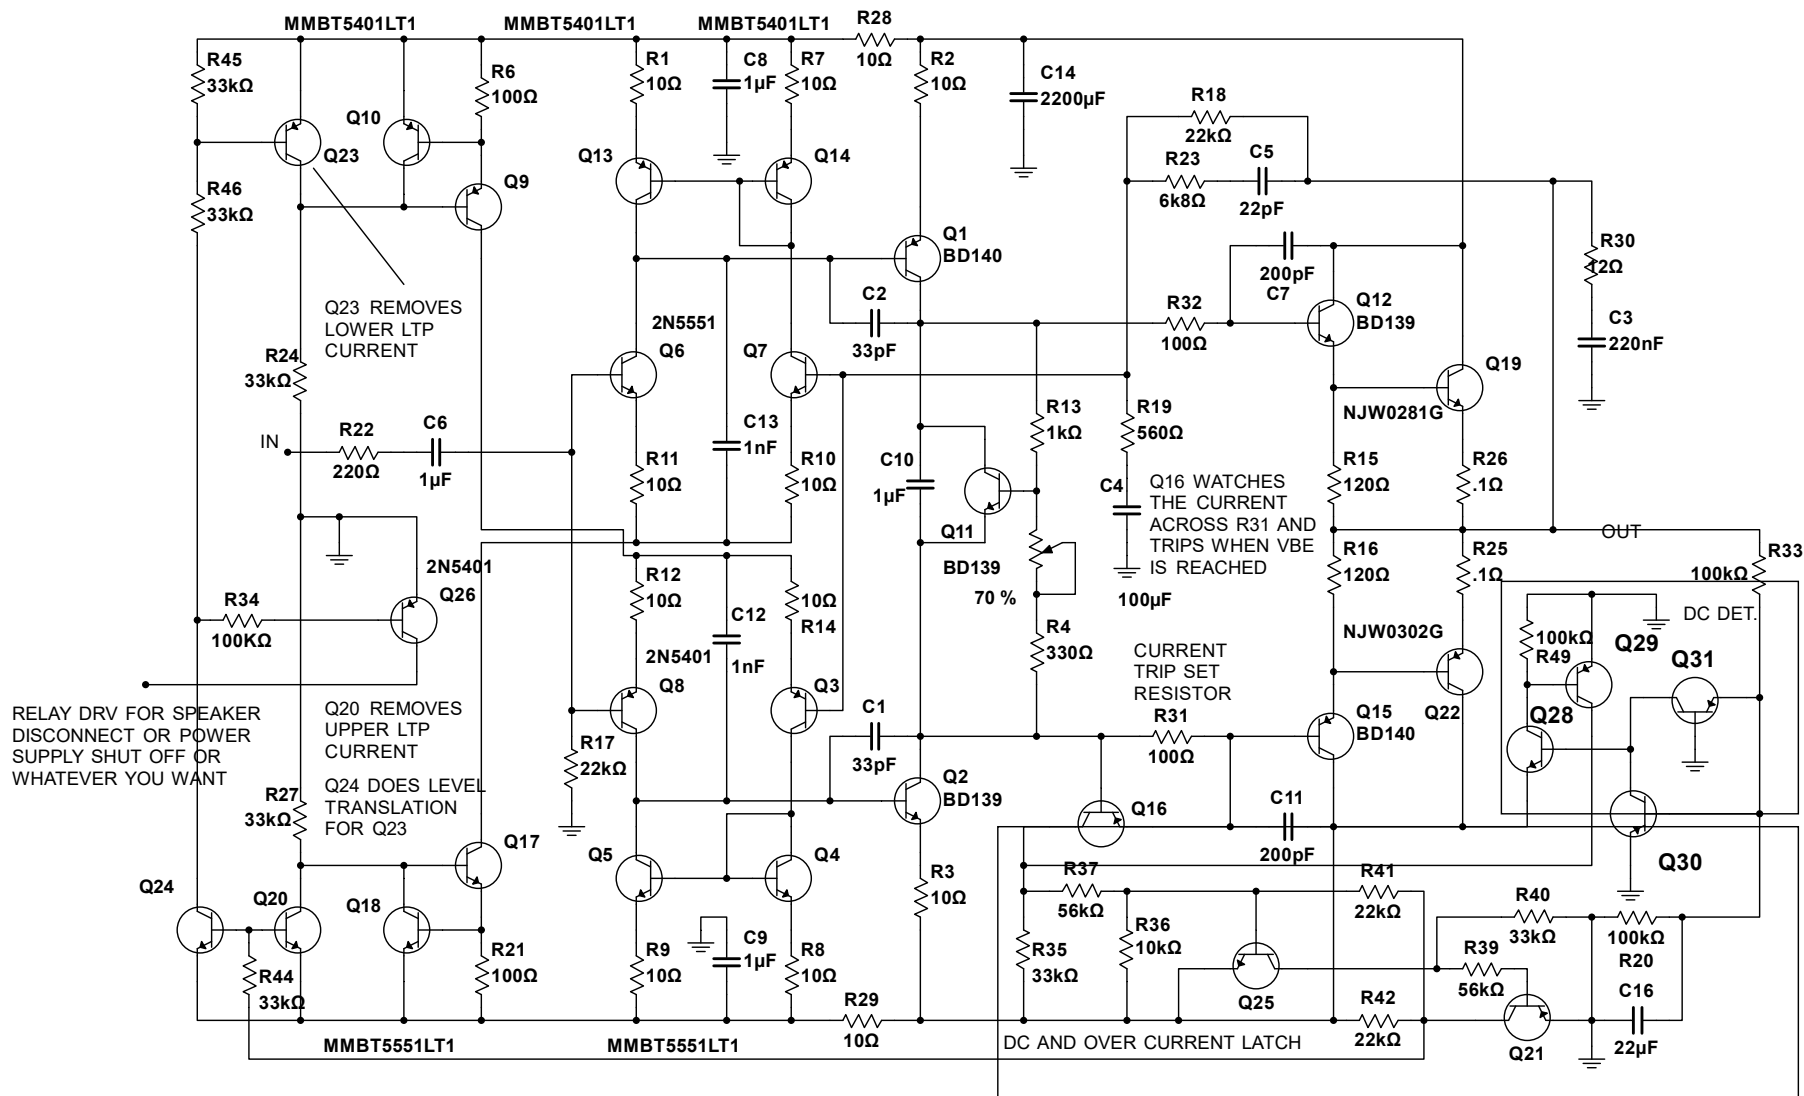 MMBT5401LT1
MMBT5401LT1
MMBT5401LT1
R28
10Ω
R45
33kΩ
R6
100Ω
R1
10Ω
C8
1µF
R7
10Ω
R2
10Ω
C14
2200µF
R18
22kΩ
Q10
Q23
Q13
Q14
R23
6k8Ω
C5
22pF
R46
33kΩ
Q9
Q1
BD140
R30
12Ω
200pF
C7
Q23 REMOVES
LOWER LTP
CURRENT
C2
33pF
R32
100Ω
Q12
BD139
C3
220nF
2N5551
Q6
Q7
R24
33kΩ
Q19
NJW0281G
R22
220Ω
C6
1µF
IN
R13
1kΩ
R19
560Ω
C13
1nF
R11
10Ω
R10
10Ω
C10
1µF
R15
120Ω
R26
.1Ω
C4
100µF
Q16 WATCHES
THE CURRENT
ACROSS R31 AND
TRIPS WHEN VBE
IS REACHED
Q11
BD139
70 %
OUT
R33
100kΩ
2N5401
Q26
R12
10Ω
10Ω
R14
R16
120Ω
R25
.1Ω
R34
100KΩ
C12
1nF
R4
330Ω
DC DET.
100kΩ
R49
Q29
Q31
NJW0302G
2N5401
Q8
Q3
CURRENT
TRIP SET
RESISTOR
Q22
Q28
RELAY DRV FOR SPEAKER
DISCONNECT OR POWER
SUPPLY SHUT OFF OR
WHATEVER YOU WANT
Q20 REMOVES
UPPER LTP
CURRENT
Q24 DOES LEVEL
TRANSLATION
FOR Q23
R17
22kΩ
C1
33pF
R31
100Ω
Q15
BD140
Q2
BD139
R27
33kΩ
Q16
C11
200pF
Q17
Q5
Q4
Q30
Q24
Q20
Q18
R3
10Ω
R37
56kΩ
R41
22kΩ
R40
33kΩ
100kΩ
R20
R36
10kΩ
R35
33kΩ
R39
56kΩ
R44
33kΩ
R21
100Ω
R9
10Ω
C9
1µF
R8
10Ω
Q25
R42
22kΩ
C16
22µF
R29
10Ω
MMBT5551LT1
MMBT5551LT1
DC AND OVER CURRENT LATCH
Q21